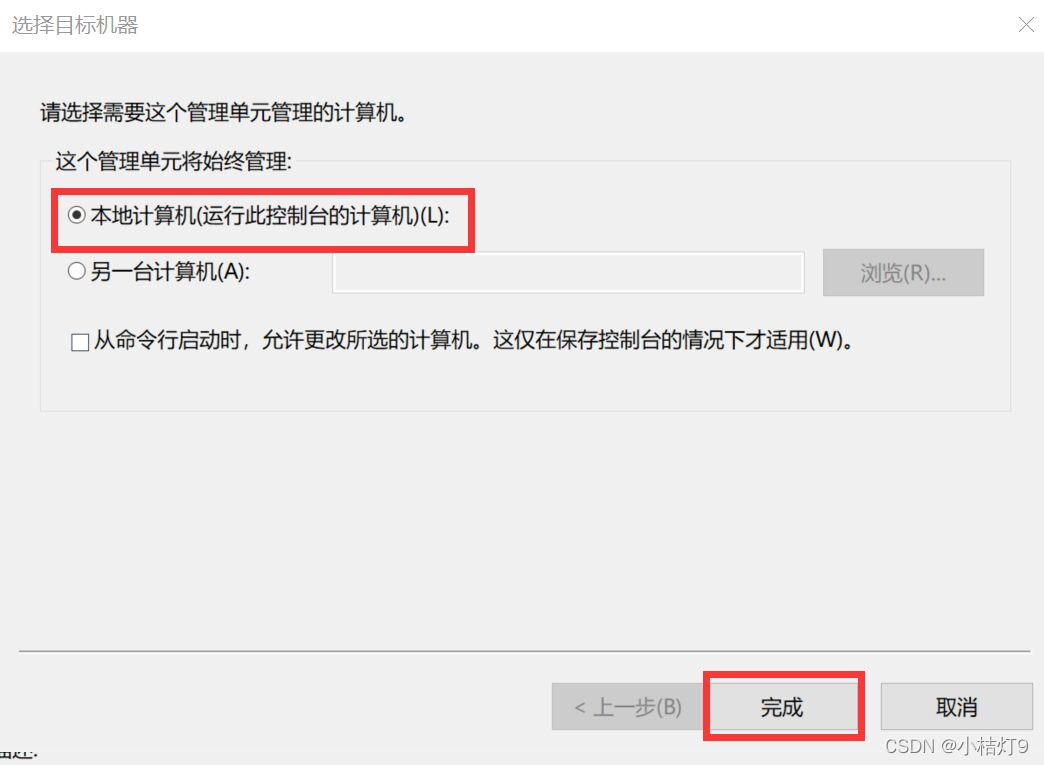 选择目标机器
请选择需要这个管理单元管理的计算机。
这个管理单元将始终管理:
本地计算机(运行此控制台的计算机)(L):
另一台计算机(A):
浏览(R)...
从命令行启动时，允许更改所选的计算机。这仅在保存控制台的情况下才适用(W)。
< 上一步(B)
完成
取消
CSDN @小桔灯9